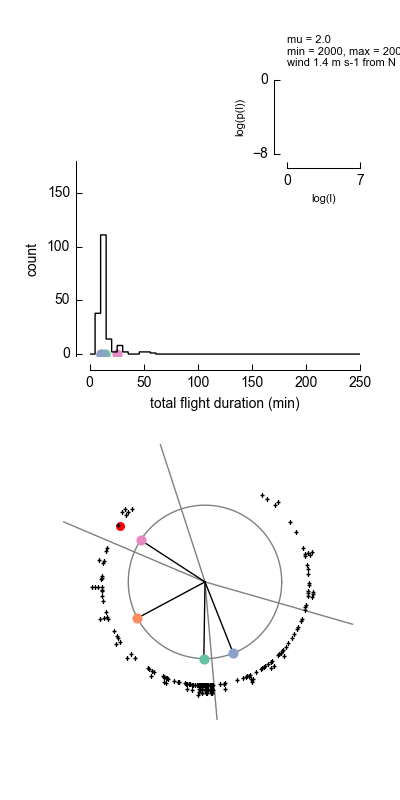 mu = 2.0
min = 2000, max = 200
wind 1.4 m s-1 from N
0
log(p(l))
−8
0 7
log(l)
150
100
50
0
count
0 50 100 150 200 250
total flight duration (min)